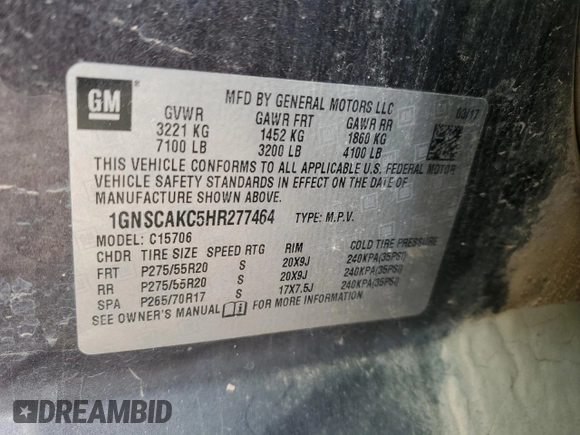 GM
MFD BY GENERAL MOTORS LLC 03/17
GVWR GAWR FRT GAWR RR
3221 KG 1452 KG 1860 KG
7100 LB 3200 LB 4100 LB
THIS VEHICLE CONFORMS TO ALL APPLICABLE U.S. FEDERAL MOTOR
VEHICLE SAFETY STANDARDS IN EFFECT ON THE DATE OF
MANUFACTURE SHOWN ABOVE.
1GNSCAKC5HR277464 TYPE: M.P.V.
MODEL: C15706
CHDR TIRE SIZE SPEED RTG RIM COLD TIRE PRESSURE
FRT P275/55R20 S 20X9J 240KPA(35PSI)
RR P275/55R20 S 20X9J 240KPA(35PSI)
SPA P265/70R17 S 17X7.5J 240KPA(35PSI)
SEE OWNER'S MANUAL FOR MORE INFORMATION
DREAMBID